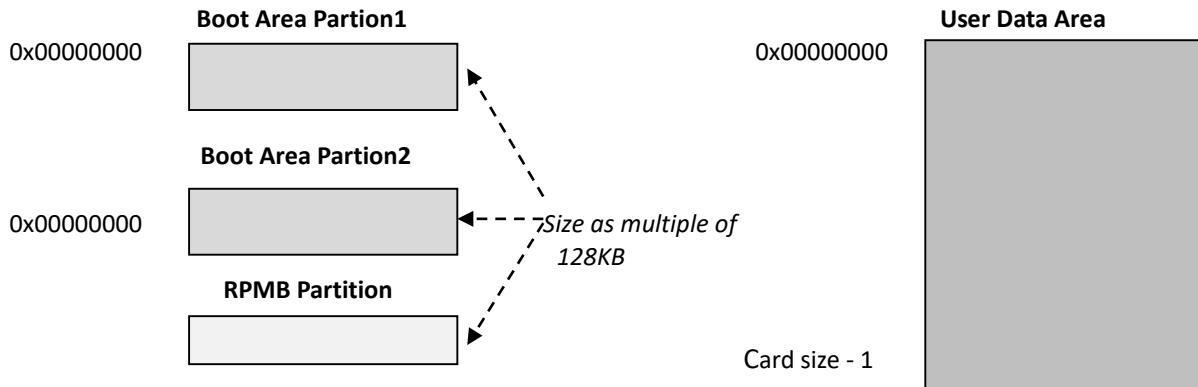 Boot Area Partion1
User Data Area
0x00000000
0x00000000
Boot Area Partion2
0x00000000
Size as multiple of
128KB
RPMB Partition
Card size - 1